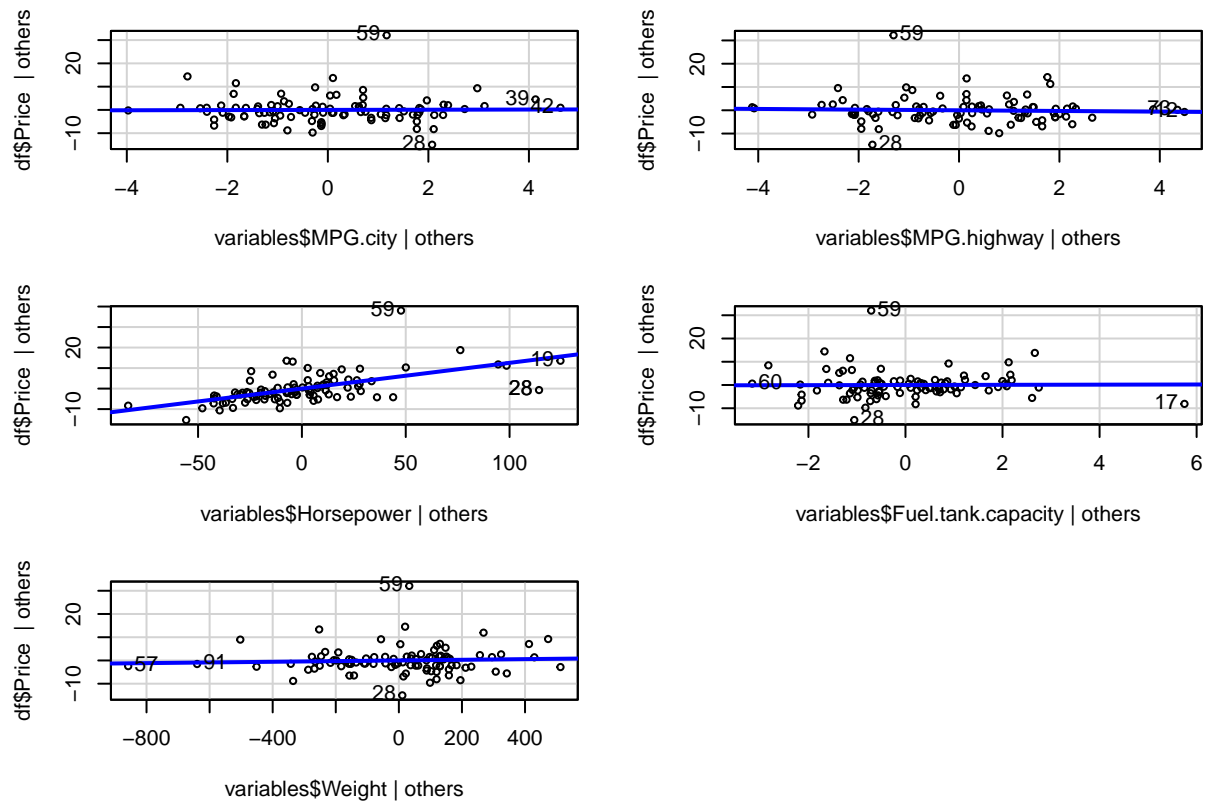 59
39
42
28
20
−10
df$Price | others
−4 −2 0 2 4
variables$MPG.city | others
59
28
20
−10
df$Price | others
−4 −2 0 2 4
variables$MPG.highway | others
59
19
28
20
−10
df$Price | others
−50 0 50 100
variables$Horsepower | others
59
60
17
28
20
−10
df$Price | others
−2 0 2 4 6
variables$Fuel.tank.capacity | others
59
57
91
28
20
−10
df$Price | others
−800 −400 0 200 400
variables$Weight | others